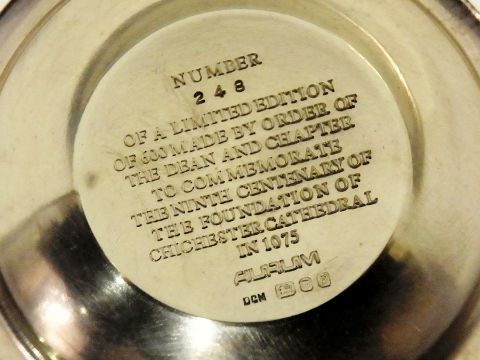 NUMBER
248
OF A LIMITED EDITION
OF 600 MADE BY ORDER OF
THE DEAN AND CHAPTER
TO COMMEMORATE
THE NINTH CENTENARY OF
THE FOUNDATION OF
CHICHESTER CATHEDRAL
IN 1075
AURUM
DCM